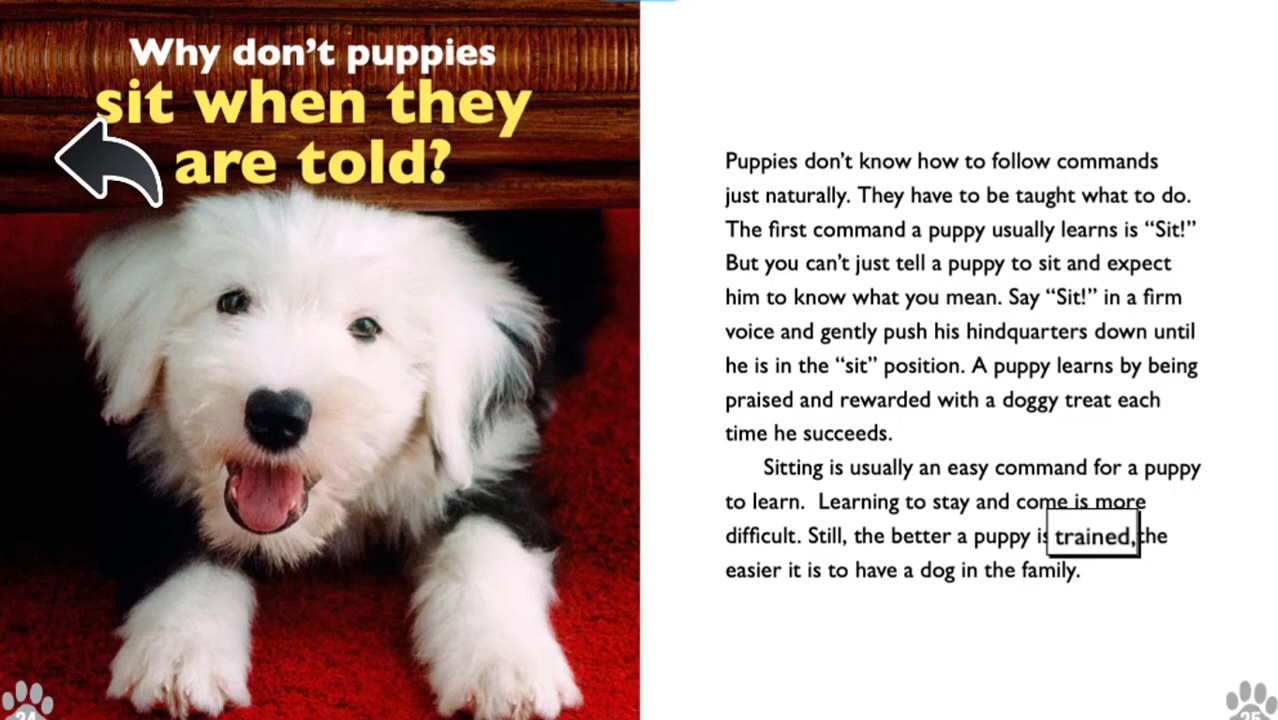 Why don't puppies
sit when they
are told?
Puppies don't know how to follow commands
just naturally. They have to be taught what to do.
The first command a puppy usually learns is “Sit!”
But you can't just tell a puppy to sit and expect
him to know what you mean. Say “Sit!” in a firm
voice and gently push his hindquarters down until
he is in the “sit” position. A puppy learns by being
praised and rewarded with a doggy treat each
time he succeeds.
Sitting is usually an easy command for a puppy
to learn. Learning to stay and come is more
difficult. Still, the better a puppy is trained, the
easier it is to have a dog in the family.
24
25